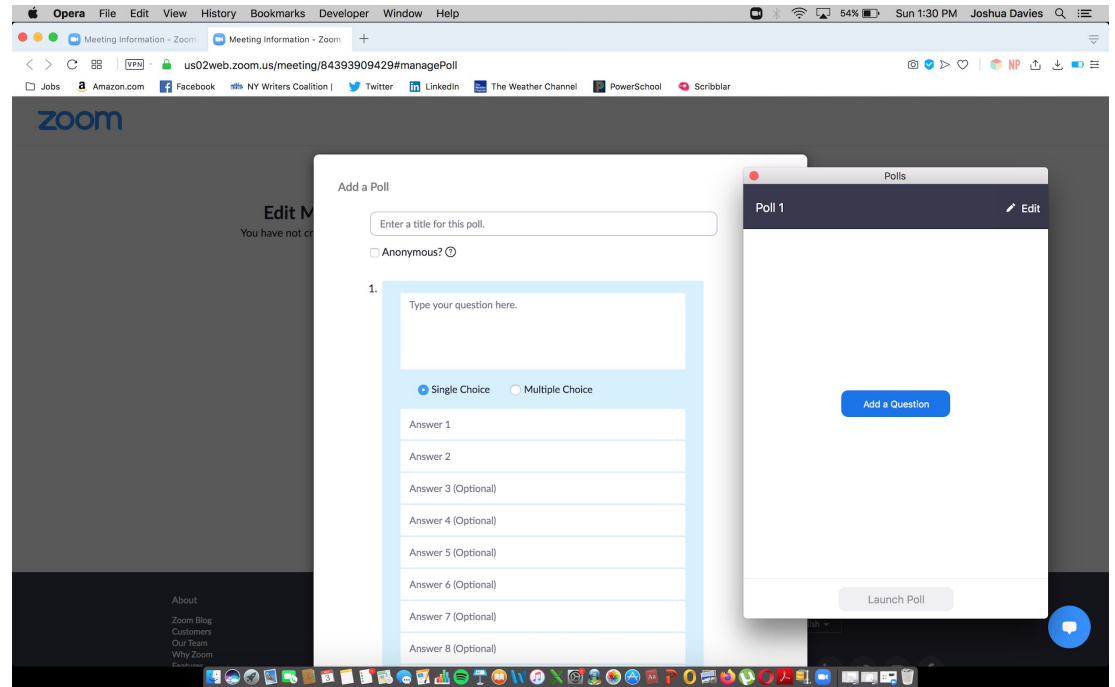 Opera File Edit View History Bookmarks Developer Window Help 54% Sun 1:30 PM Joshua Davies
Meeting Information - Zoom Meeting Information - Zoom
VPN us02web.zoom.us/meeting/84393909429#managePoll NP
Jobs Amazon.com Facebook NY Writers Coalition | Twitter LinkedIn The Weather Channel PowerSchool Scribblar
zoom
Edit M
You have not cr
Add a Poll
Enter a title for this poll.
Anonymous?
1.
Type your question here.
Single Choice Multiple Choice
Answer 1
Answer 2
Answer 3 (Optional)
Answer 4 (Optional)
Answer 5 (Optional)
Answer 6 (Optional)
Answer 7 (Optional)
Answer 8 (Optional)
Polls
Poll 1 Edit
Add a Question
Launch Poll
About
Zoom Blog
Customers
Our Team
Why Zoom
Features